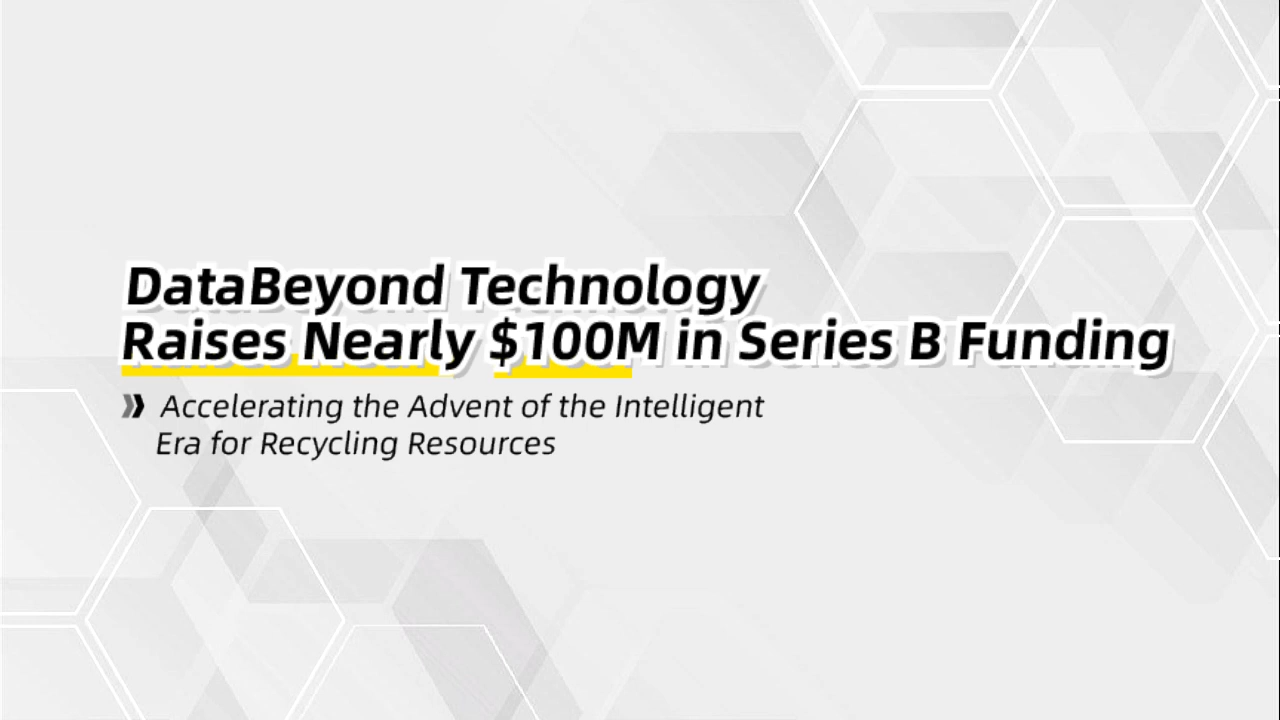 DataBeyond Technology
Raises Nearly $100M in Series B Funding
Accelerating the Advent of the Intelligent
Era for Recycling Resources